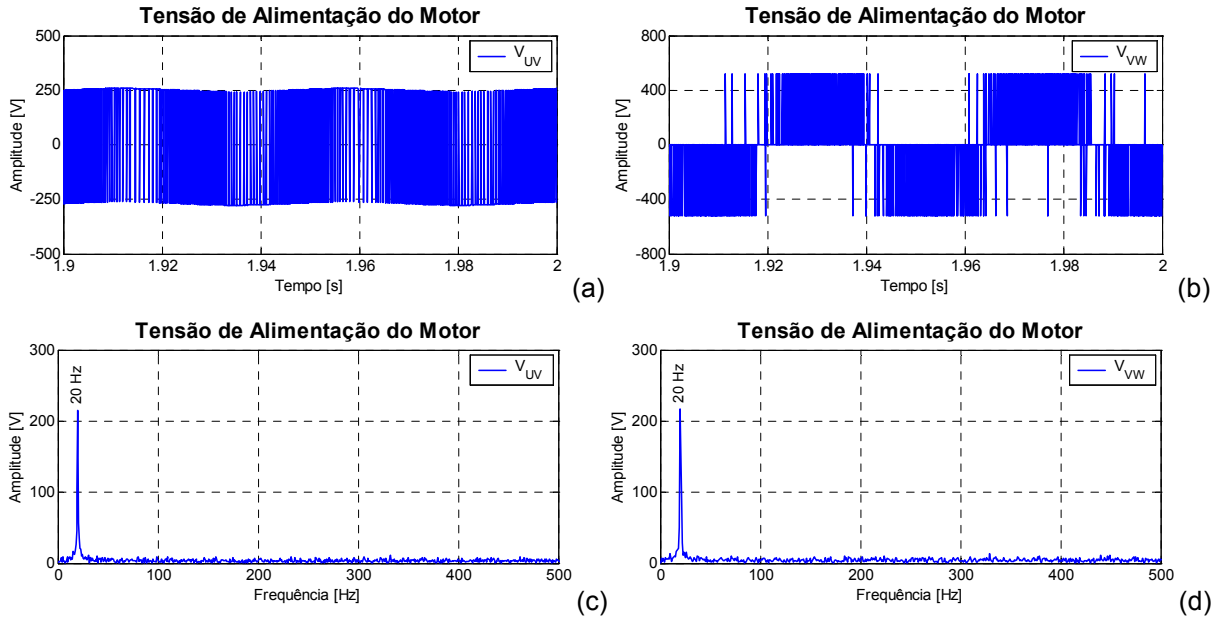 Tensão de Alimentação do Motor
500
250
0
-250
-500
Amplitude [V]
V_UV
1.9
1.92
1.94
1.96
1.98
2
Tempo [s]
(a)
Tensão de Alimentação do Motor
800
400
0
-400
-800
Amplitude [V]
V_VW
1.9
1.92
1.94
1.96
1.98
2
Tempo [s]
(b)
Tensão de Alimentação do Motor
300
200
100
0
Amplitude [V]
20 Hz
V_UV
0
100
200
300
400
500
Frequência [Hz]
(c)
Tensão de Alimentação do Motor
300
200
100
0
Amplitude [V]
20 Hz
V_VW
0
100
200
300
400
500
Frequência [Hz]
(d)